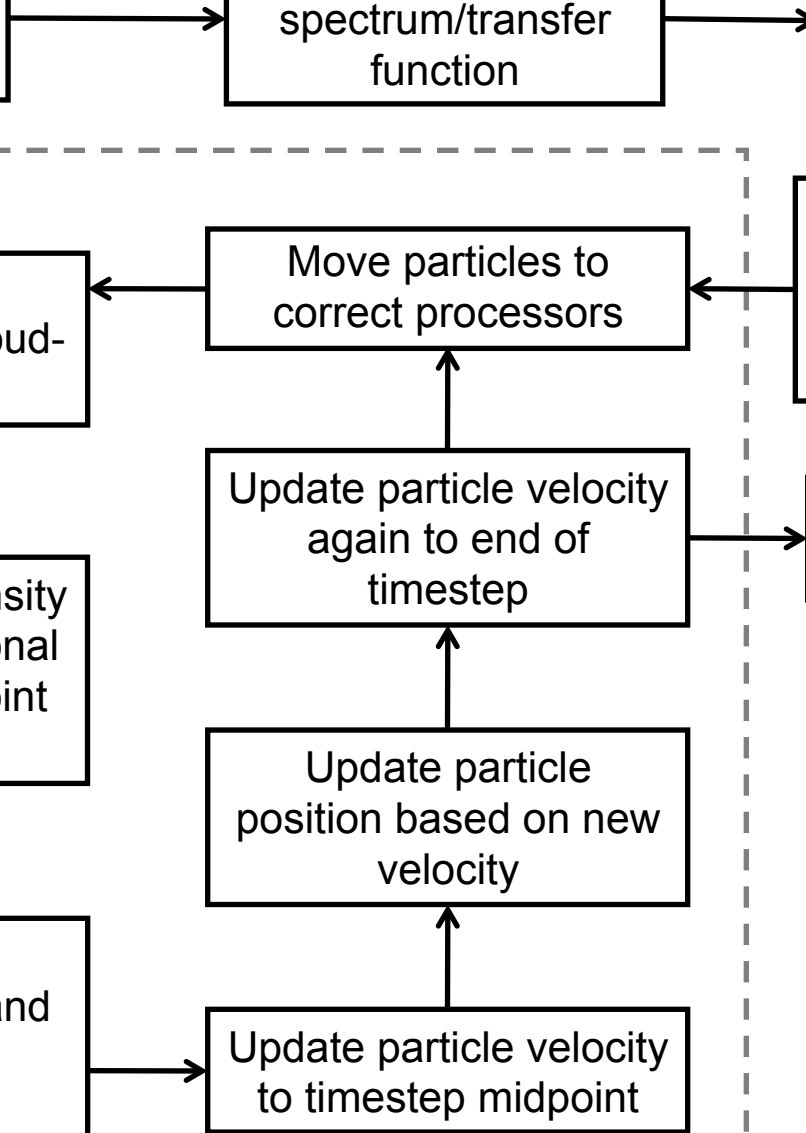 spectrum/transfer
function
Move particles to
correct processors
Update particle velocity
again to end of
timestep
Update particle
position based on new
velocity
Update particle velocity
to timestep midpoint